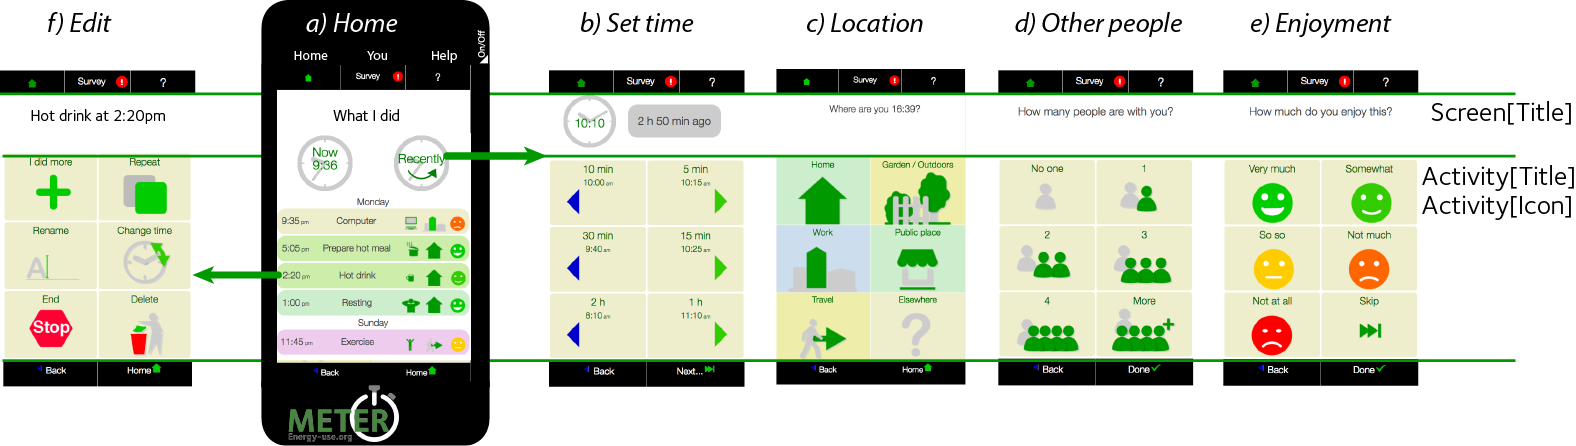 f) Edit
Survey !
?
Hot drink at 2:20pm
I did more
Repeat
Rename
Change time
A
End
Delete
Stop
Back
Home
a) Home
On/Off
Home You Help
Survey !
?
What I did
Now
9:36
Recently
Monday
9:35 pm Computer
5:05 pm Prepare hot meal
2:20 pm Hot drink
1:00 pm Resting
Sunday
11:45 pm Exercise
Back
Home
METER
Energy-use.org
b) Set time
Survey !
?
10:10
2 h 50 min ago
10 min
10:00 am
5 min
10:15 am
30 min
9:40 am
15 min
10:25 am
2 h
8:10 am
1 h
11:10 am
Back
Next...
c) Location
Survey !
?
Where are you 16:39?
Home
Garden / Outdoors
Work
Public place
Travel
Elsewhere
?
Back
Home
d) Other people
Survey !
?
How many people are with you?
No one
1
2
3
4
More
+
Back
Done
e) Enjoyment
Survey !
?
How much do you enjoy this?
Very much
Somewhat
So so
Not much
Not at all
Skip
Back
Done
Screen[Title]
Activity[Title]
Activity[Icon]